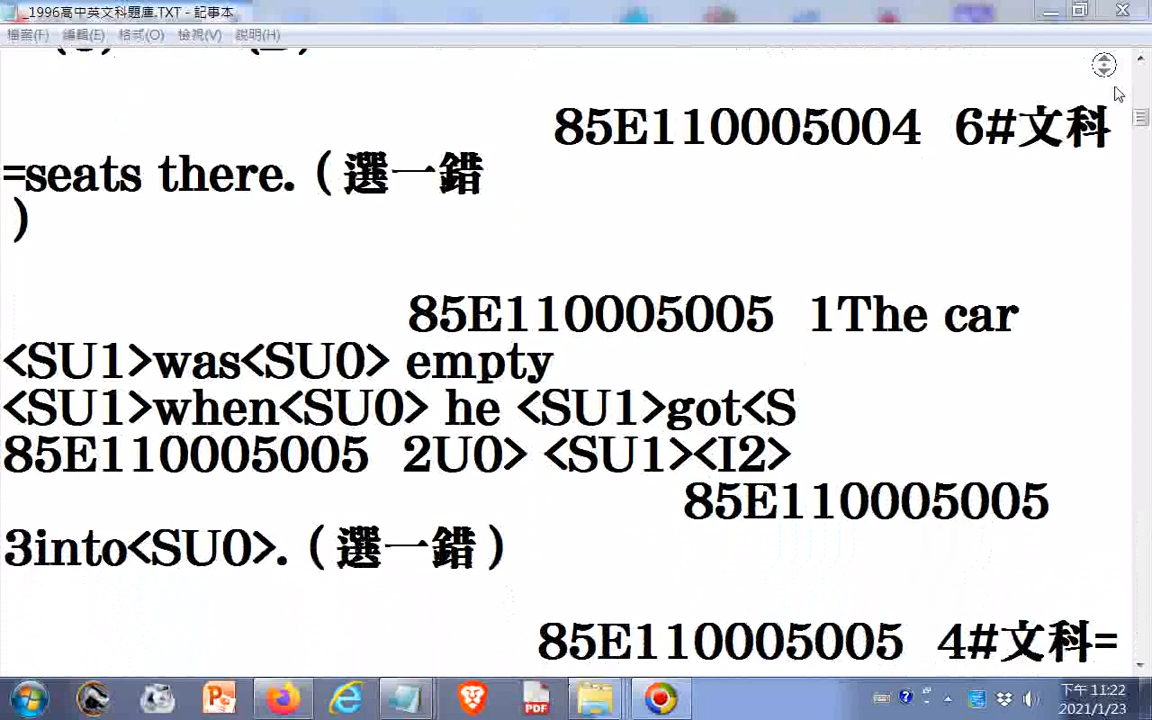 _1996高中英文科題庫.TXT - 記事本
檔案(F) 編輯(E) 格式(O) 檢視(V) 說明(H)
85E110005004 6#文科
=seats there.（選一錯
）
85E110005005 1The car
<SU1>was<SU0> empty
<SU1>when<SU0> he <SU1>got<S
85E110005005 2U0> <SU1><I2>
85E110005005
3into<SU0>.（選一錯）
85E110005005 4#文科=
PDF
下午 11:22
2021/1/23